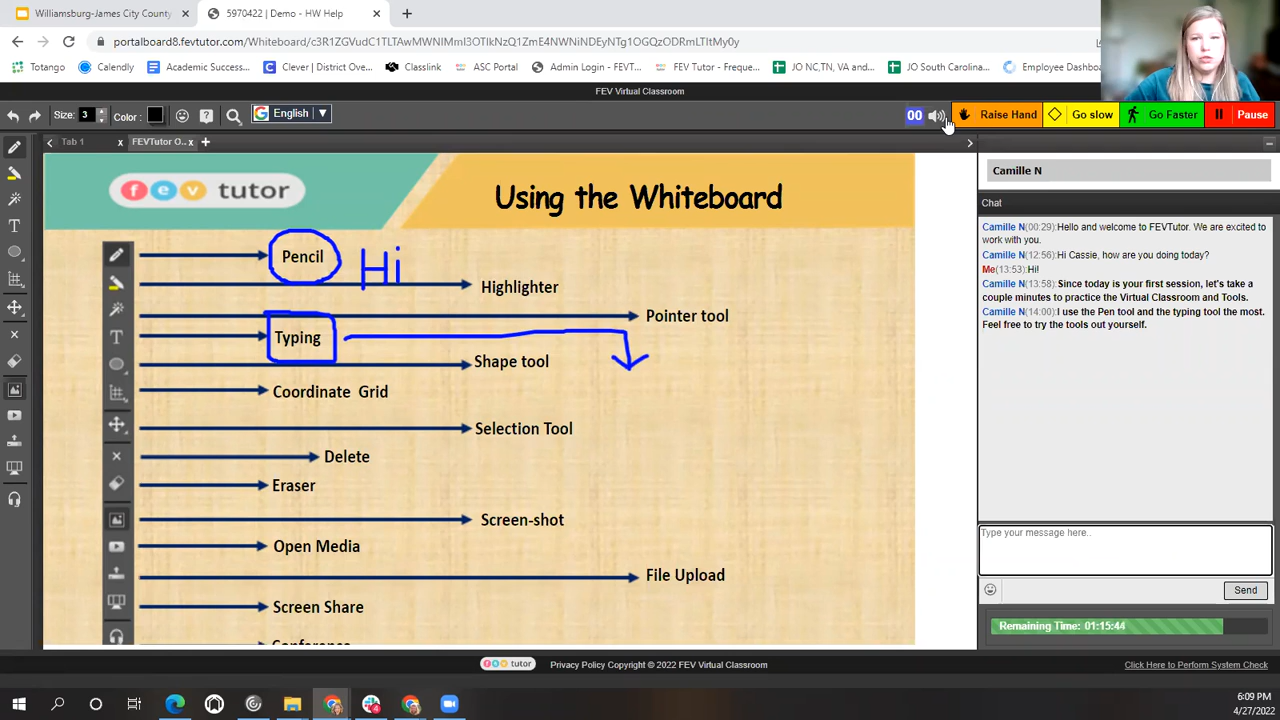 Williamsburg-James City County
5970422 | Demo - HW Help
portalboard8.fevtutor.com/Whiteboard/
Totango Calendly Academic Success... Clever | District Ove... Classlink ASC Portal Admin Login - FEVT... FEV Tutor - Freque... JO NC,TN, VA and... JO South Carolina... Employee Dashbo
FEV Virtual Classroom
Size: 3 Color: English 00 Raise Hand Go slow Go Faster Pause
Tab 1 x FEVTutor O... x +
fev tutor
Using the Whiteboard
Pencil
Hi
Highlighter
Pointer tool
Typing
Shape tool
Coordinate Grid
Selection Tool
Delete
Eraser
Screen-shot
Open Media
File Upload
Screen Share
Conference
Camille N
Chat
Camille N(00:29):Hello and welcome to FEVTutor. We are excited to
work with you.
Camille N(12:56):Hi Cassie, how are you doing today?
Me(13:53):Hi!
Camille N(13:58):Since today is your first session, let's take a
couple minutes to practice the Virtual Classroom and Tools.
Camille N(14:00):I use the Pen tool and the typing tool the most.
Feel free to try the tools out yourself.
Type your message here..
Send
Remaining Time: 01:15:44
fev tutor Privacy Policy Copyright © 2022 FEV Virtual Classroom
Click Here to Perform System Check
6:09 PM
4/27/2022